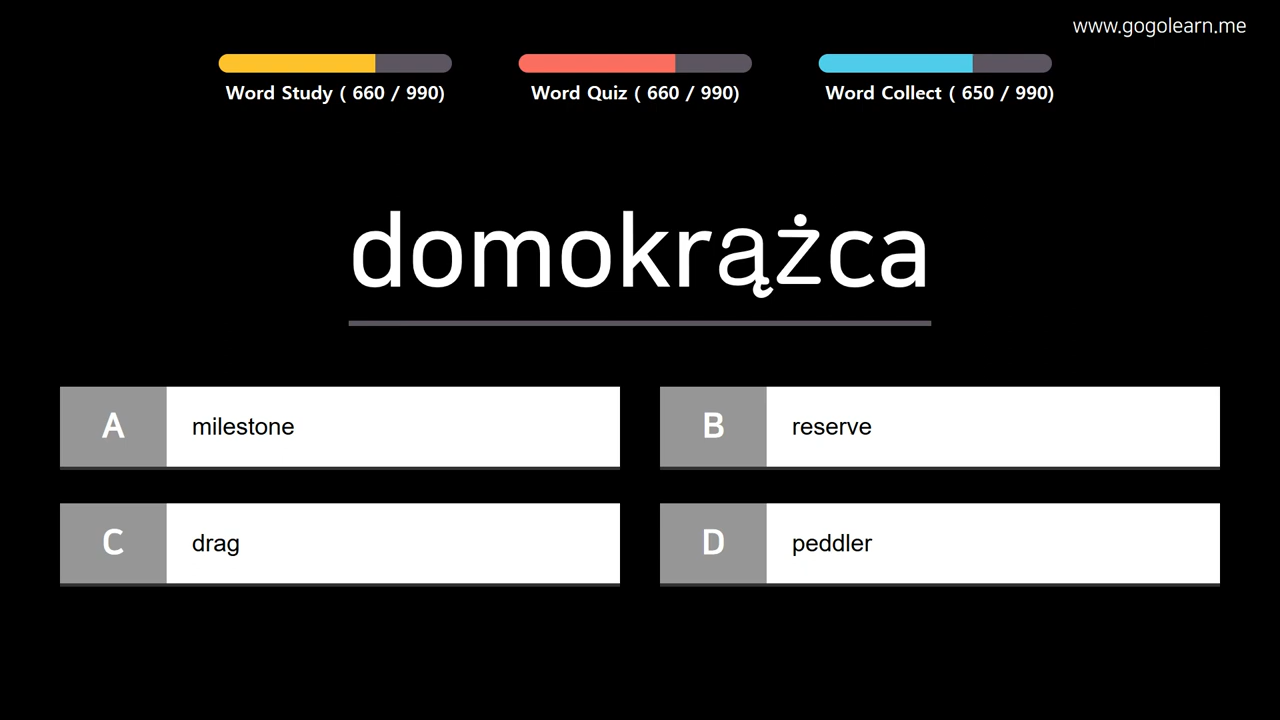 www.gogolearn.me
Word Study ( 660 / 990)
Word Quiz ( 660 / 990)
Word Collect ( 650 / 990)
domokrążca
A milestone
B reserve
C drag
D peddler